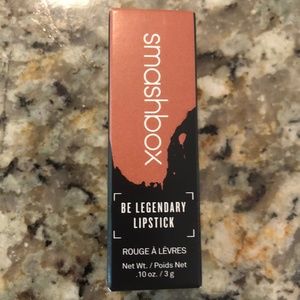 smashbox
BE LEGENDARY
LIPSTICK
ROUGE À LÈVRES
Net Wt. / Poids Net
.10 oz. / 3 g